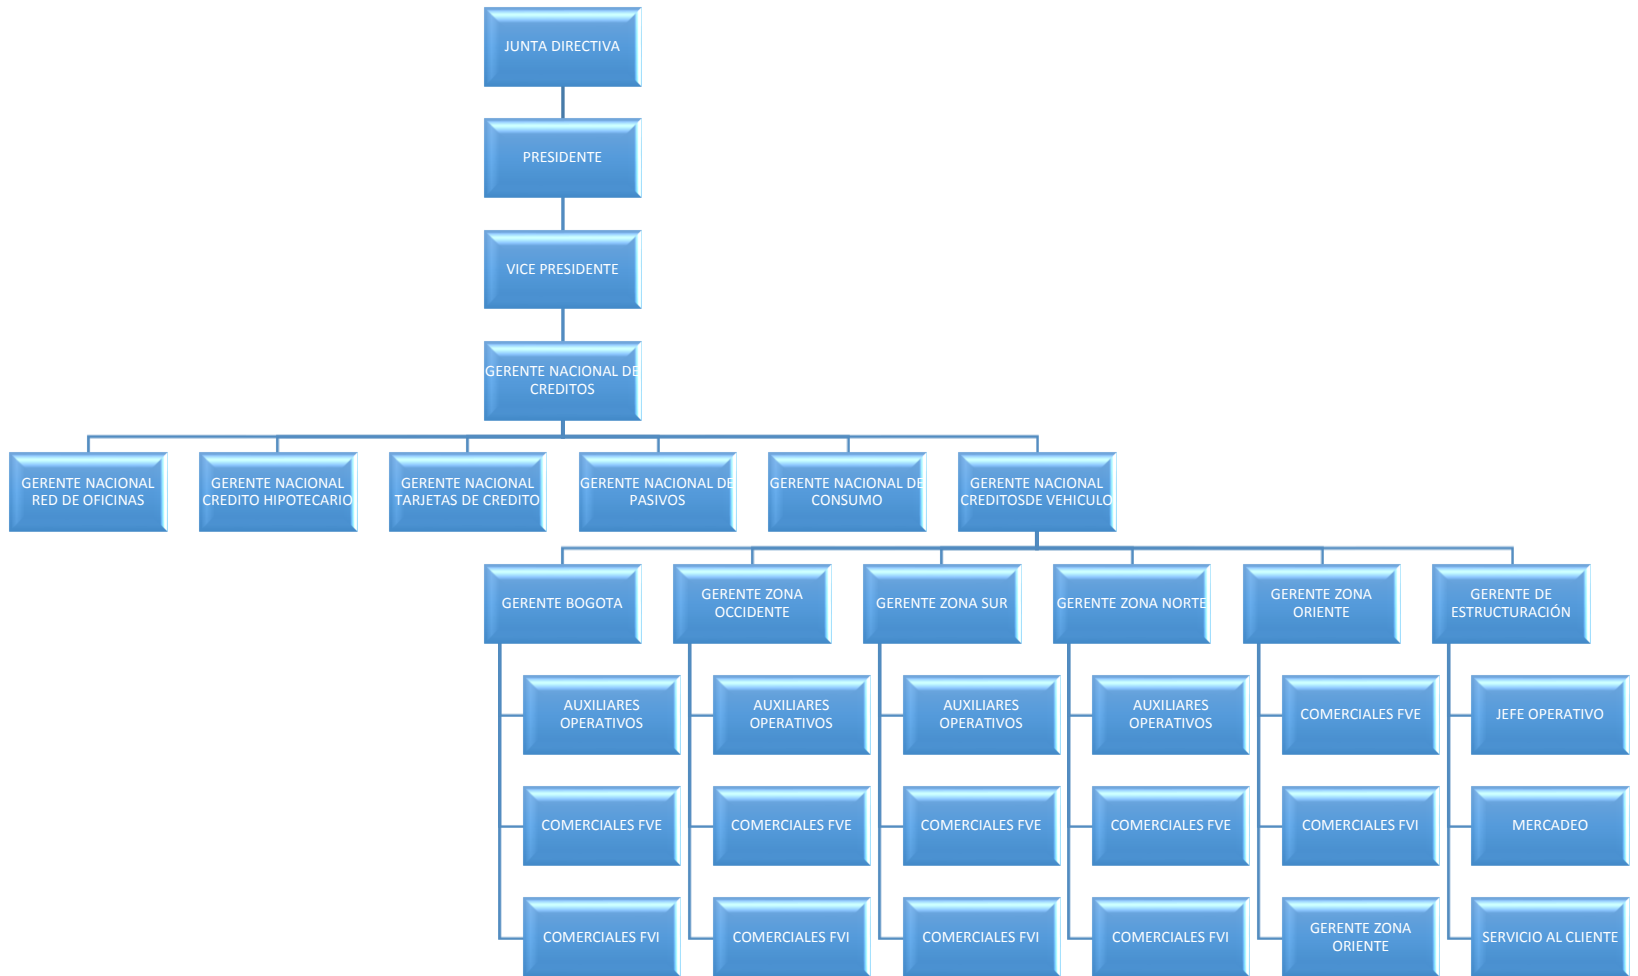 JUNTA DIRECTIVA
PRESIDENTE
VICE PRESIDENTE
GERENTE NACIONAL DE
CREDITOS
GERENTE NACIONAL
RED DE OFICINAS
GERENTE NACIONAL
CREDITO HIPOTECARIO
GERENTE NACIONAL
TARJETAS DE CREDITO
GERENTE NACIONAL DE
PASIVOS
GERENTE NACIONAL DE
CONSUMO
GERENTE NACIONAL
CREDITOSDE VEHICULO
GERENTE BOGOTA
GERENTE ZONA
OCCIDENTE
GERENTE ZONA SUR
GERENTE ZONA NORTE
GERENTE ZONA
ORIENTE
GERENTE DE
ESTRUCTURACIÓN
AUXILIARES
OPERATIVOS
AUXILIARES
OPERATIVOS
AUXILIARES
OPERATIVOS
AUXILIARES
OPERATIVOS
COMERCIALES FVE
JEFE OPERATIVO
COMERCIALES FVE
COMERCIALES FVE
COMERCIALES FVE
COMERCIALES FVE
COMERCIALES FVI
MERCADEO
COMERCIALES FVI
COMERCIALES FVI
COMERCIALES FVI
COMERCIALES FVI
GERENTE ZONA
ORIENTE
SERVICIO AL CLIENTE